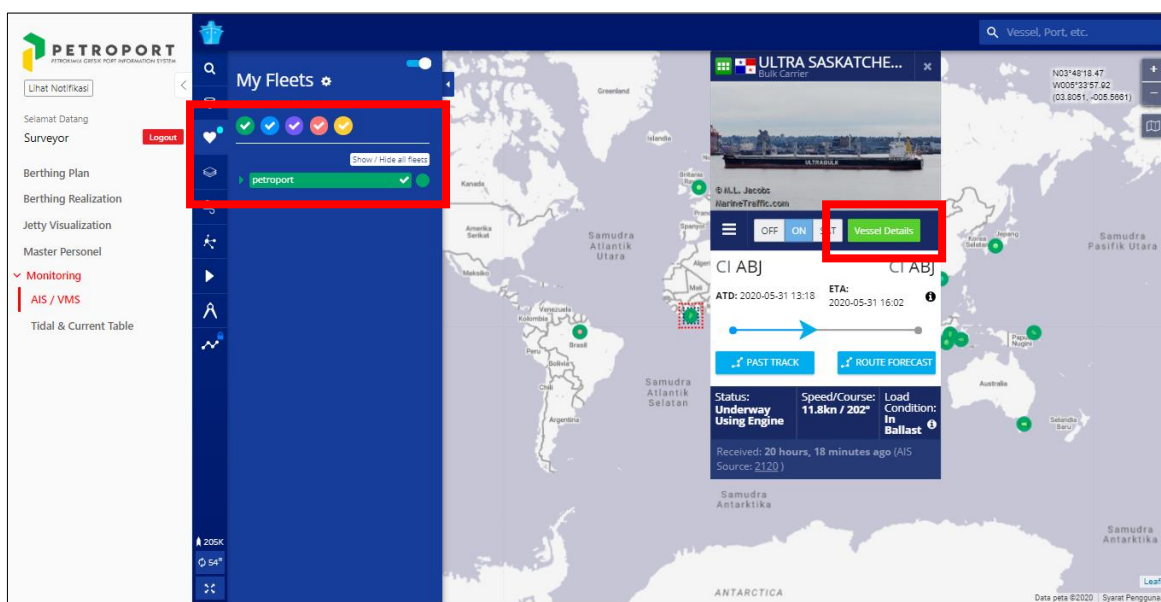 PETROPORT
PETROKIMIA GRESIK PORT INFORMATION SYSTEM
Lihat Notifikasi
Selamat Datang
Surveyor
Logout
Berthing Plan
Berthing Realization
Jetty Visualization
Master Personel
Monitoring
AIS / VMS
Tidal & Current Table
205K
54"
My Fleets
Show / Hide all fleets
petroport
Vessel, Port, etc.
N03°48'18.47
W005°33'57.92
(03.8051, -005.5661)
+
−
ULTRA SASKATCHE...
Bulk Carrier
ULTRABULK
© M.L. Jacobs
MarineTraffic.com
OFF
ON
Vessel Details
CI ABJ
CI ABJ
ATD: 2020-05-31 13:18
ETA:
2020-05-31 16:02
PAST TRACK
ROUTE FORECAST
Status:
Underway
Using Engine
Speed/Course:
11.8kn / 202°
Load
Condition:
In
Ballast
Received: 20 hours, 18 minutes ago (AIS
Source: 2120 )
Greenland
Islandia
Kanada
Amerika
Serikat
Meksiko
Samudra
Atlantik
Utara
Venezuela
Kolombia
Peru
Brasil
Bolivia
Chili
Argentina
Samudra
Atlantik
Selatan
Mali
Jepang
Korea
Selatan
Samudra
Pasifik Utara
Papua
Nugini
Australia
Selandia
Baru
Samudra
Antarktika
Samudra
Antarktika
ANTARCTICA
Leaf
Data peta ©2020
Syarat Pengguna